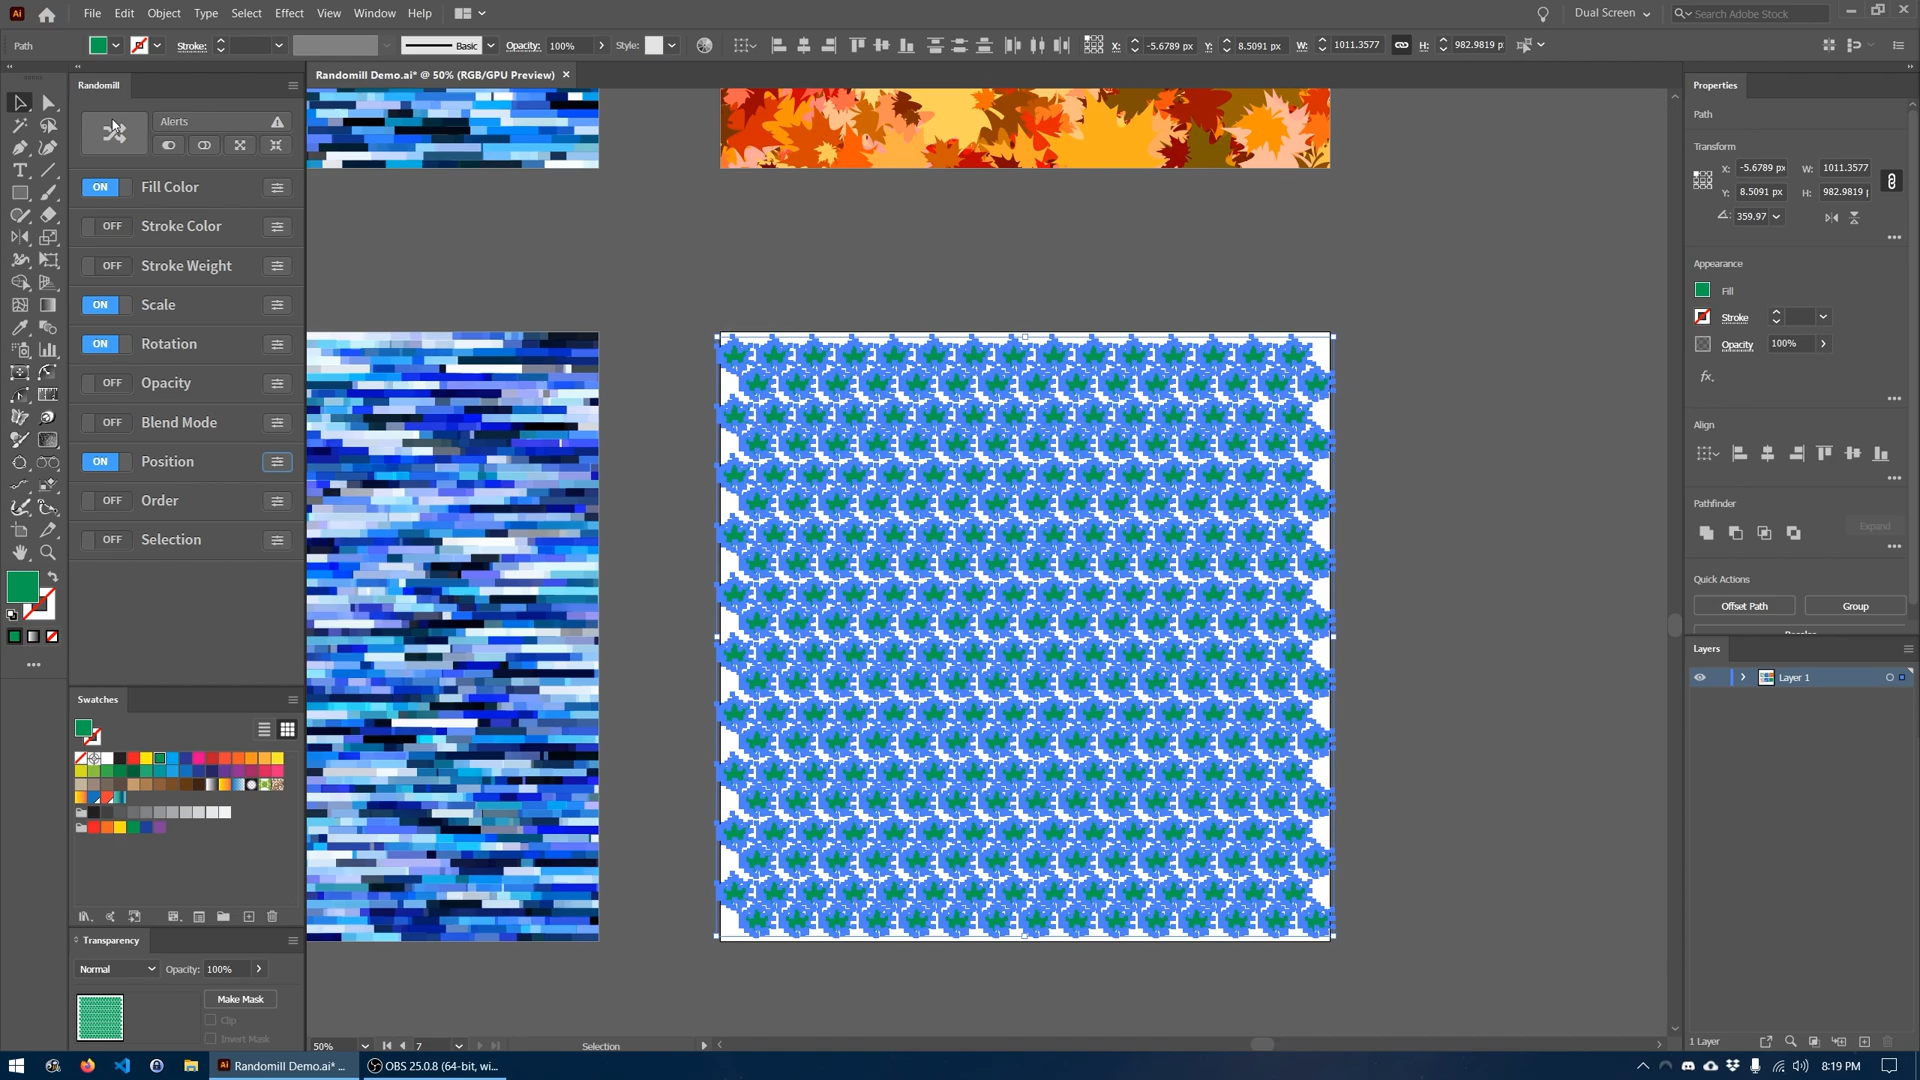 Ai File Edit Object Type Select Effect View Window Help Dual Screen Search Adobe Stock
Path Stroke: Basic Opacity: 100% Style: X: -5.6789 px Y: 8.5091 px W: 1011.3577 H: 982.9819 p
Randomill Demo.ai* @ 50% (RGB/GPU Preview)
Randomill
Alerts
ON Fill Color
OFF Stroke Color
OFF Stroke Weight
ON Scale
ON Rotation
OFF Opacity
OFF Blend Mode
ON Position
OFF Order
OFF Selection
Swatches
Transparency
Normal Opacity: 100%
Make Mask
Clip
Invert Mask
50% 7 Selection
Properties
Path
Transform
X: -5.6789 px W: 1011.3577
Y: 8.5091 px H: 982.9819
359.97
Appearance
Fill
Stroke
Opacity 100%
fx.
Align
Pathfinder
Expand
Quick Actions
Offset Path Group
Layers
Layer 1
1 Layer
Ai Randomill Demo.ai* ... OBS 25.0.8 (64-bit, wi... 8:19 PM